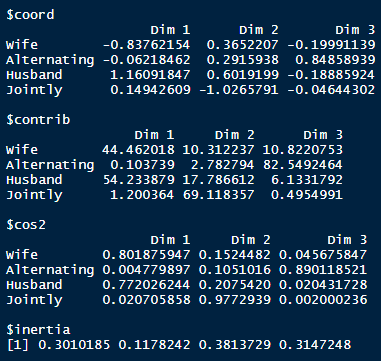 $coord
Dim 1 Dim 2 Dim 3
Wife -0.83762154 0.3652207 -0.19991139
Alternating -0.06218462 0.2915938 0.84858939
Husband 1.16091847 0.6019199 -0.18885924
Jointly 0.14942609 -1.0265791 -0.04644302
$contrib
Dim 1 Dim 2 Dim 3
Wife 44.462018 10.312237 10.8220753
Alternating 0.103739 2.782794 82.5492464
Husband 54.233879 17.786612 6.1331792
Jointly 1.200364 69.118357 0.4954991
$cos2
Dim 1 Dim 2 Dim 3
Wife 0.801875947 0.1524482 0.045675847
Alternating 0.004779897 0.1051016 0.890118521
Husband 0.772026244 0.2075420 0.020431728
Jointly 0.020705858 0.9772939 0.002000236
$inertia
[1] 0.3010185 0.1178242 0.3813729 0.3147248